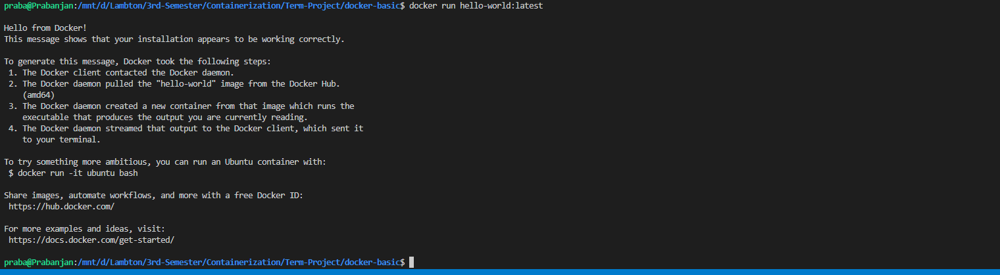 praba@Prabanjan:/mnt/d/Lambton/3rd-Semester/Containerization/Term-Project/docker-basic$ docker run hello-world:latest
Hello from Docker!
This message shows that your installation appears to be working correctly.
To generate this message, Docker took the following steps:
1. The Docker client contacted the Docker daemon.
2. The Docker daemon pulled the "hello-world" image from the Docker Hub.
(amd64)
3. The Docker daemon created a new container from that image which runs the
executable that produces the output you are currently reading.
4. The Docker daemon streamed that output to the Docker client, which sent it
to your terminal.
To try something more ambitious, you can run an Ubuntu container with:
$ docker run -it ubuntu bash
Share images, automate workflows, and more with a free Docker ID:
https://hub.docker.com/
For more examples and ideas, visit:
https://docs.docker.com/get-started/
praba@Prabanjan:/mnt/d/Lambton/3rd-Semester/Containerization/Term-Project/docker-basic$